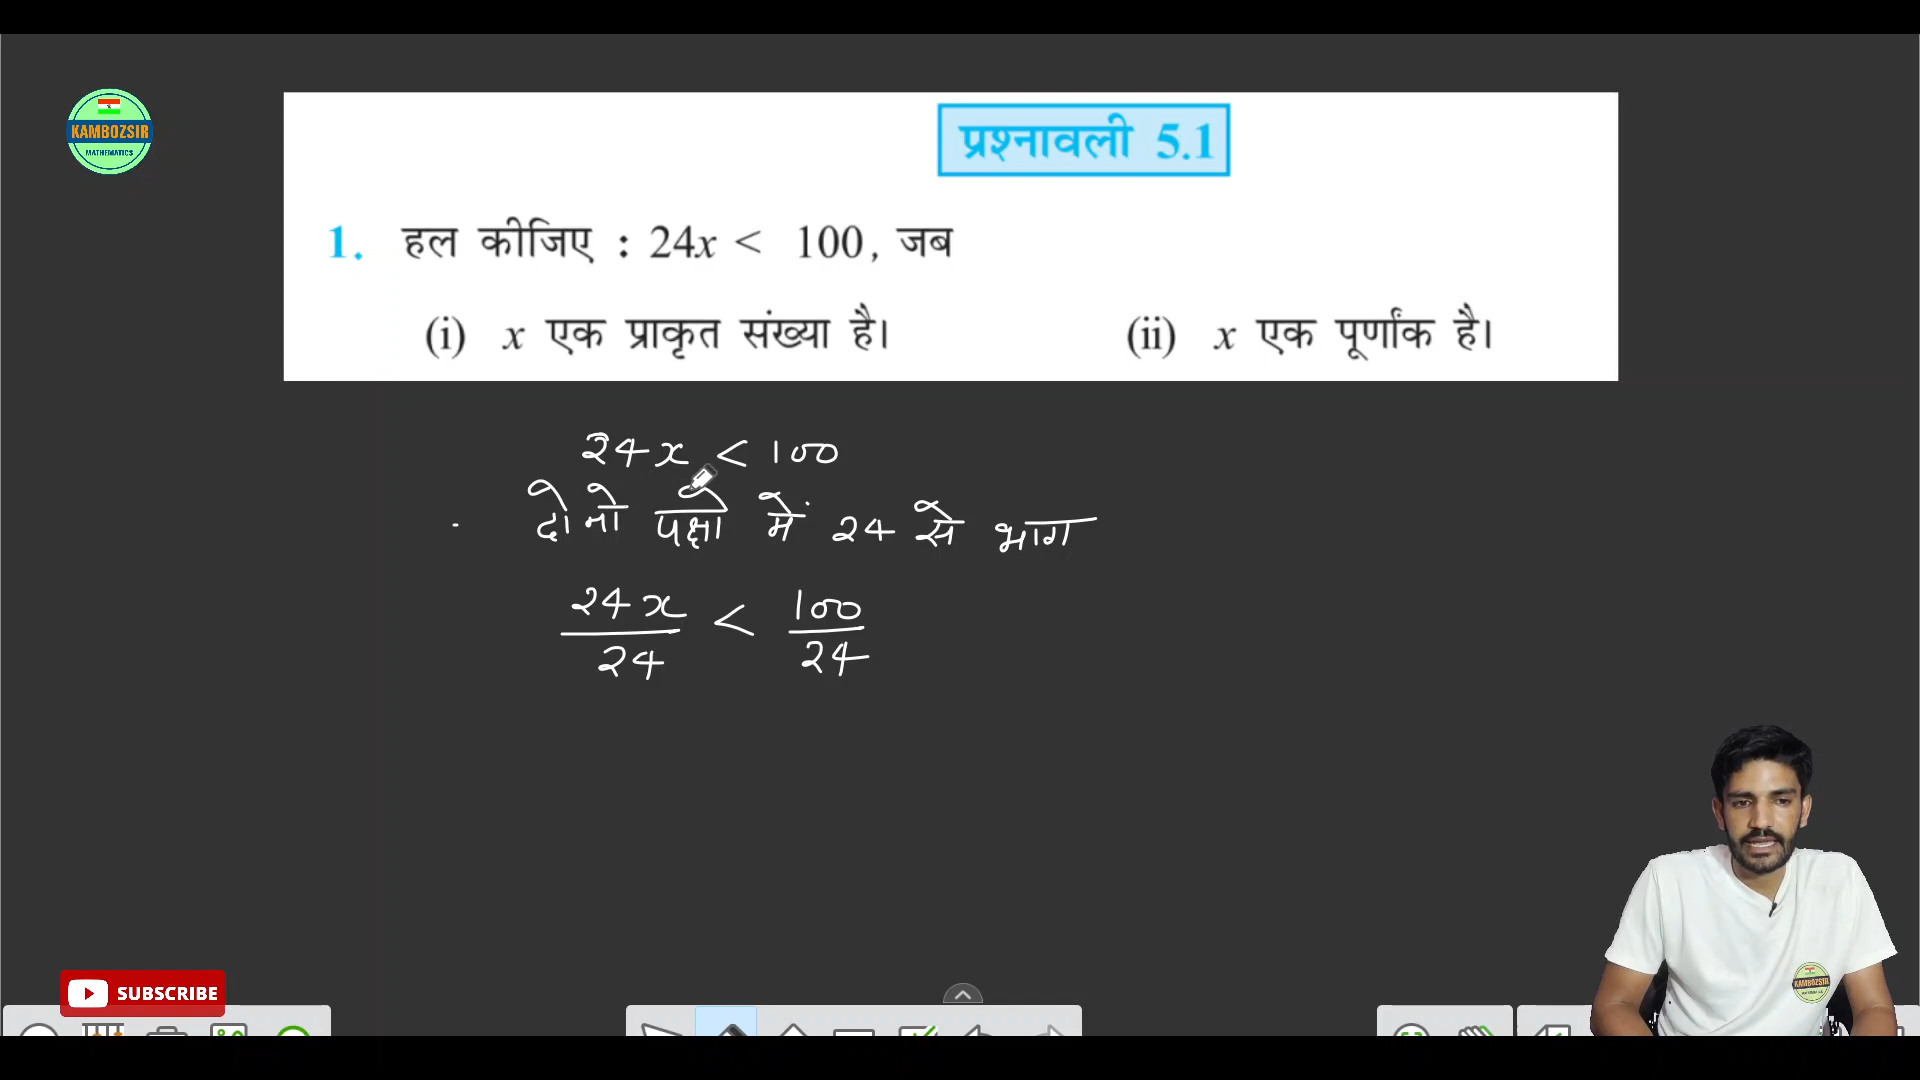 KAMBOZSIR
MATHEMATICS
प्रश्नावली 5.1
1. हल कीजिए : 24x < 100, जब
(i) x एक प्राकृत संख्या है। (ii) x एक पूर्णांक है।
24x < 100
दोनो पक्षो में 24 से भाग
24x/24 < 100/24
KAMBOZSIR
SUBSCRIBE